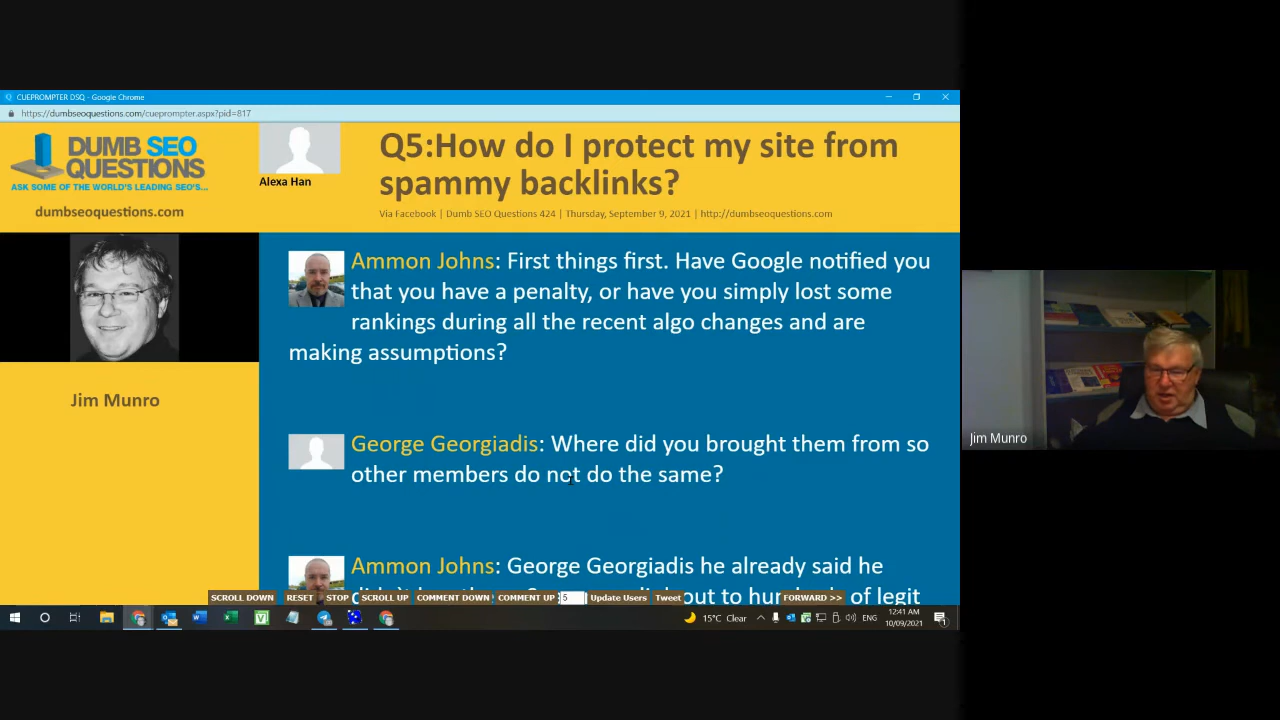 CUEPROMPTER DSQ - Google Chrome
https://dumbseoquestions.com/cueprompter.aspx?pid=817
DUMB SEO
QUESTIONS
ASK SOME OF THE WORLD'S LEADING SEO'S...
dumbseoquestions.com
Alexa Han
Q5:How do I protect my site from
spammy backlinks?
Via Facebook | Dumb SEO Questions 424 | Thursday, September 9, 2021 | http://dumbseoquestions.com
Jim Munro
Ammon Johns: First things first. Have Google notified you
that you have a penalty, or have you simply lost some
rankings during all the recent algo changes and are
making assumptions?
George Georgiadis: Where did you brought them from so
other members do not do the same?
Ammon Johns: George Georgiadis he already said he
out to hundreds of legit
SCROLL DOWN RESET STOP SCROLL UP COMMENT DOWN COMMENT UP 5 Update Users Tweet FORWARD >>
15°C Clear ENG
12:41 AM
10/09/2021
Jim Munro